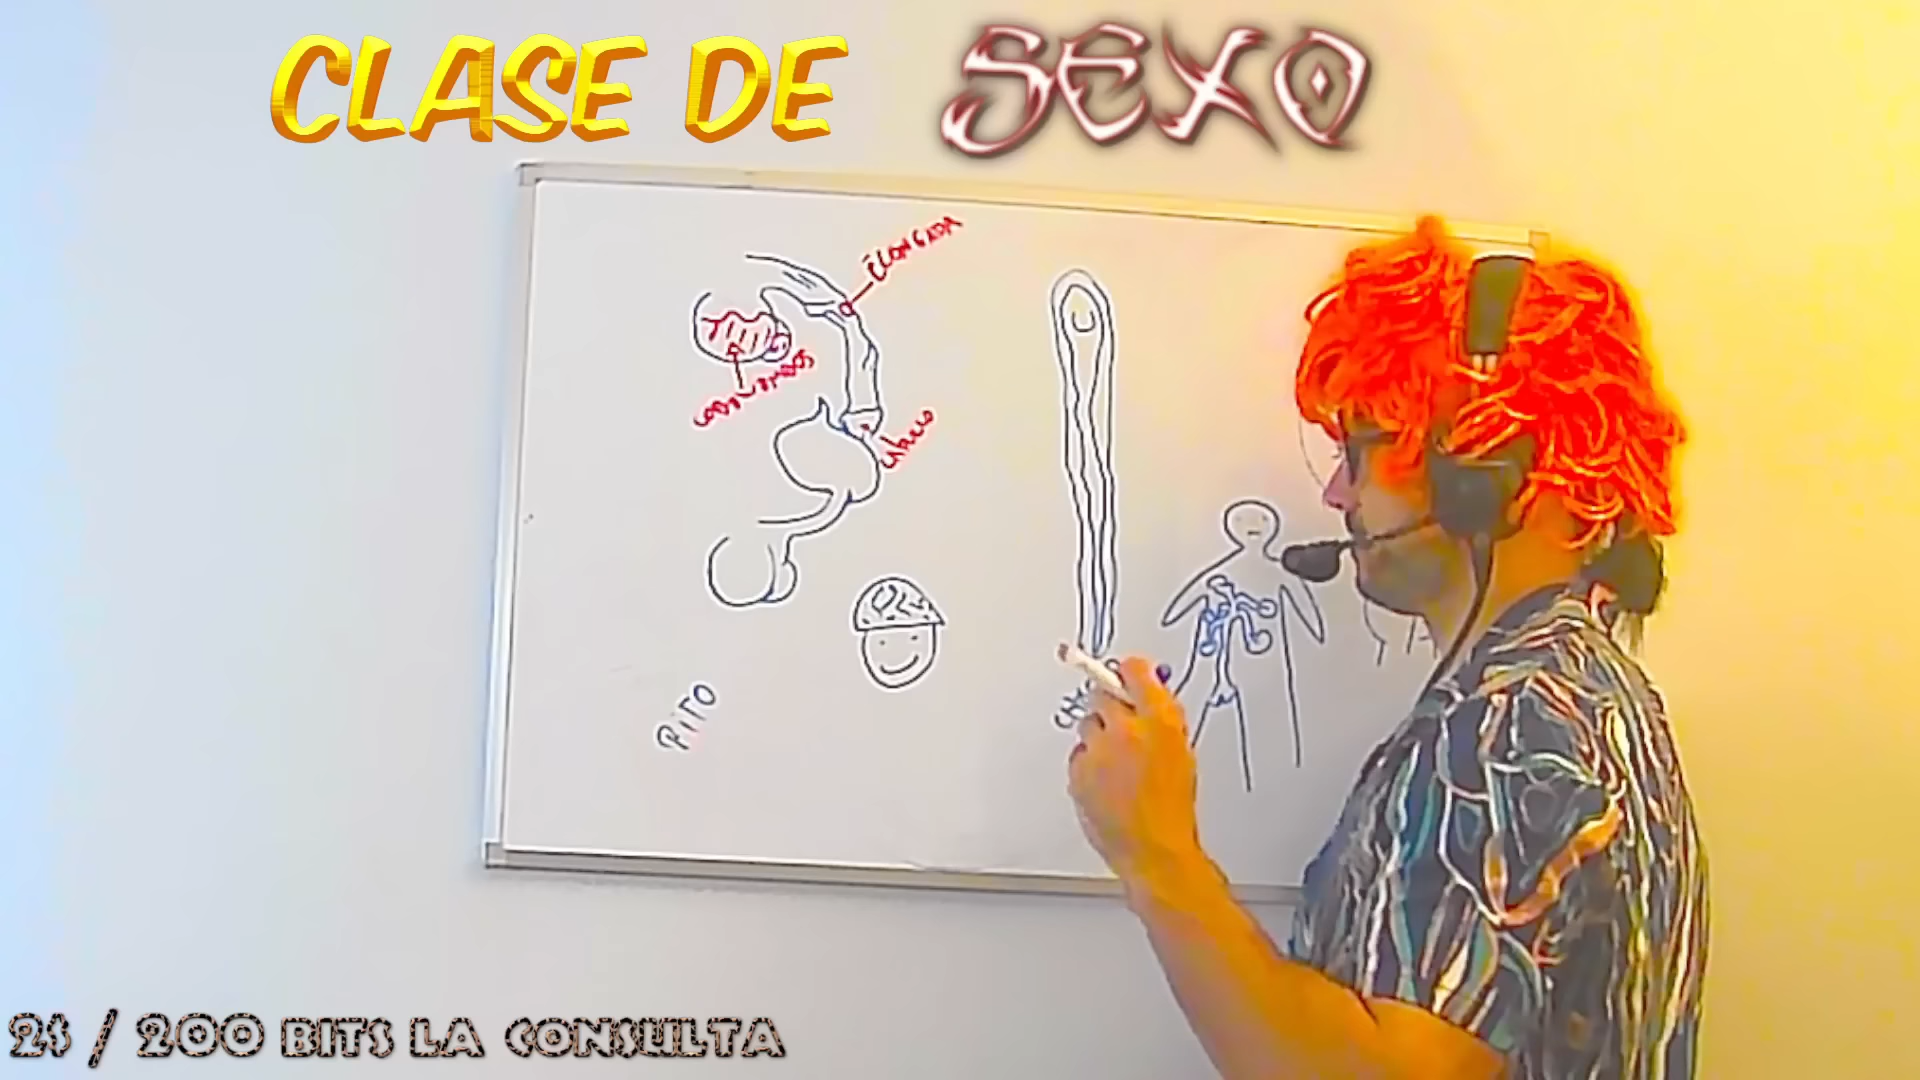 CLASE DE SEXO
ELONGADA
PITO
2$ / 200 BITS LA CONSULTA